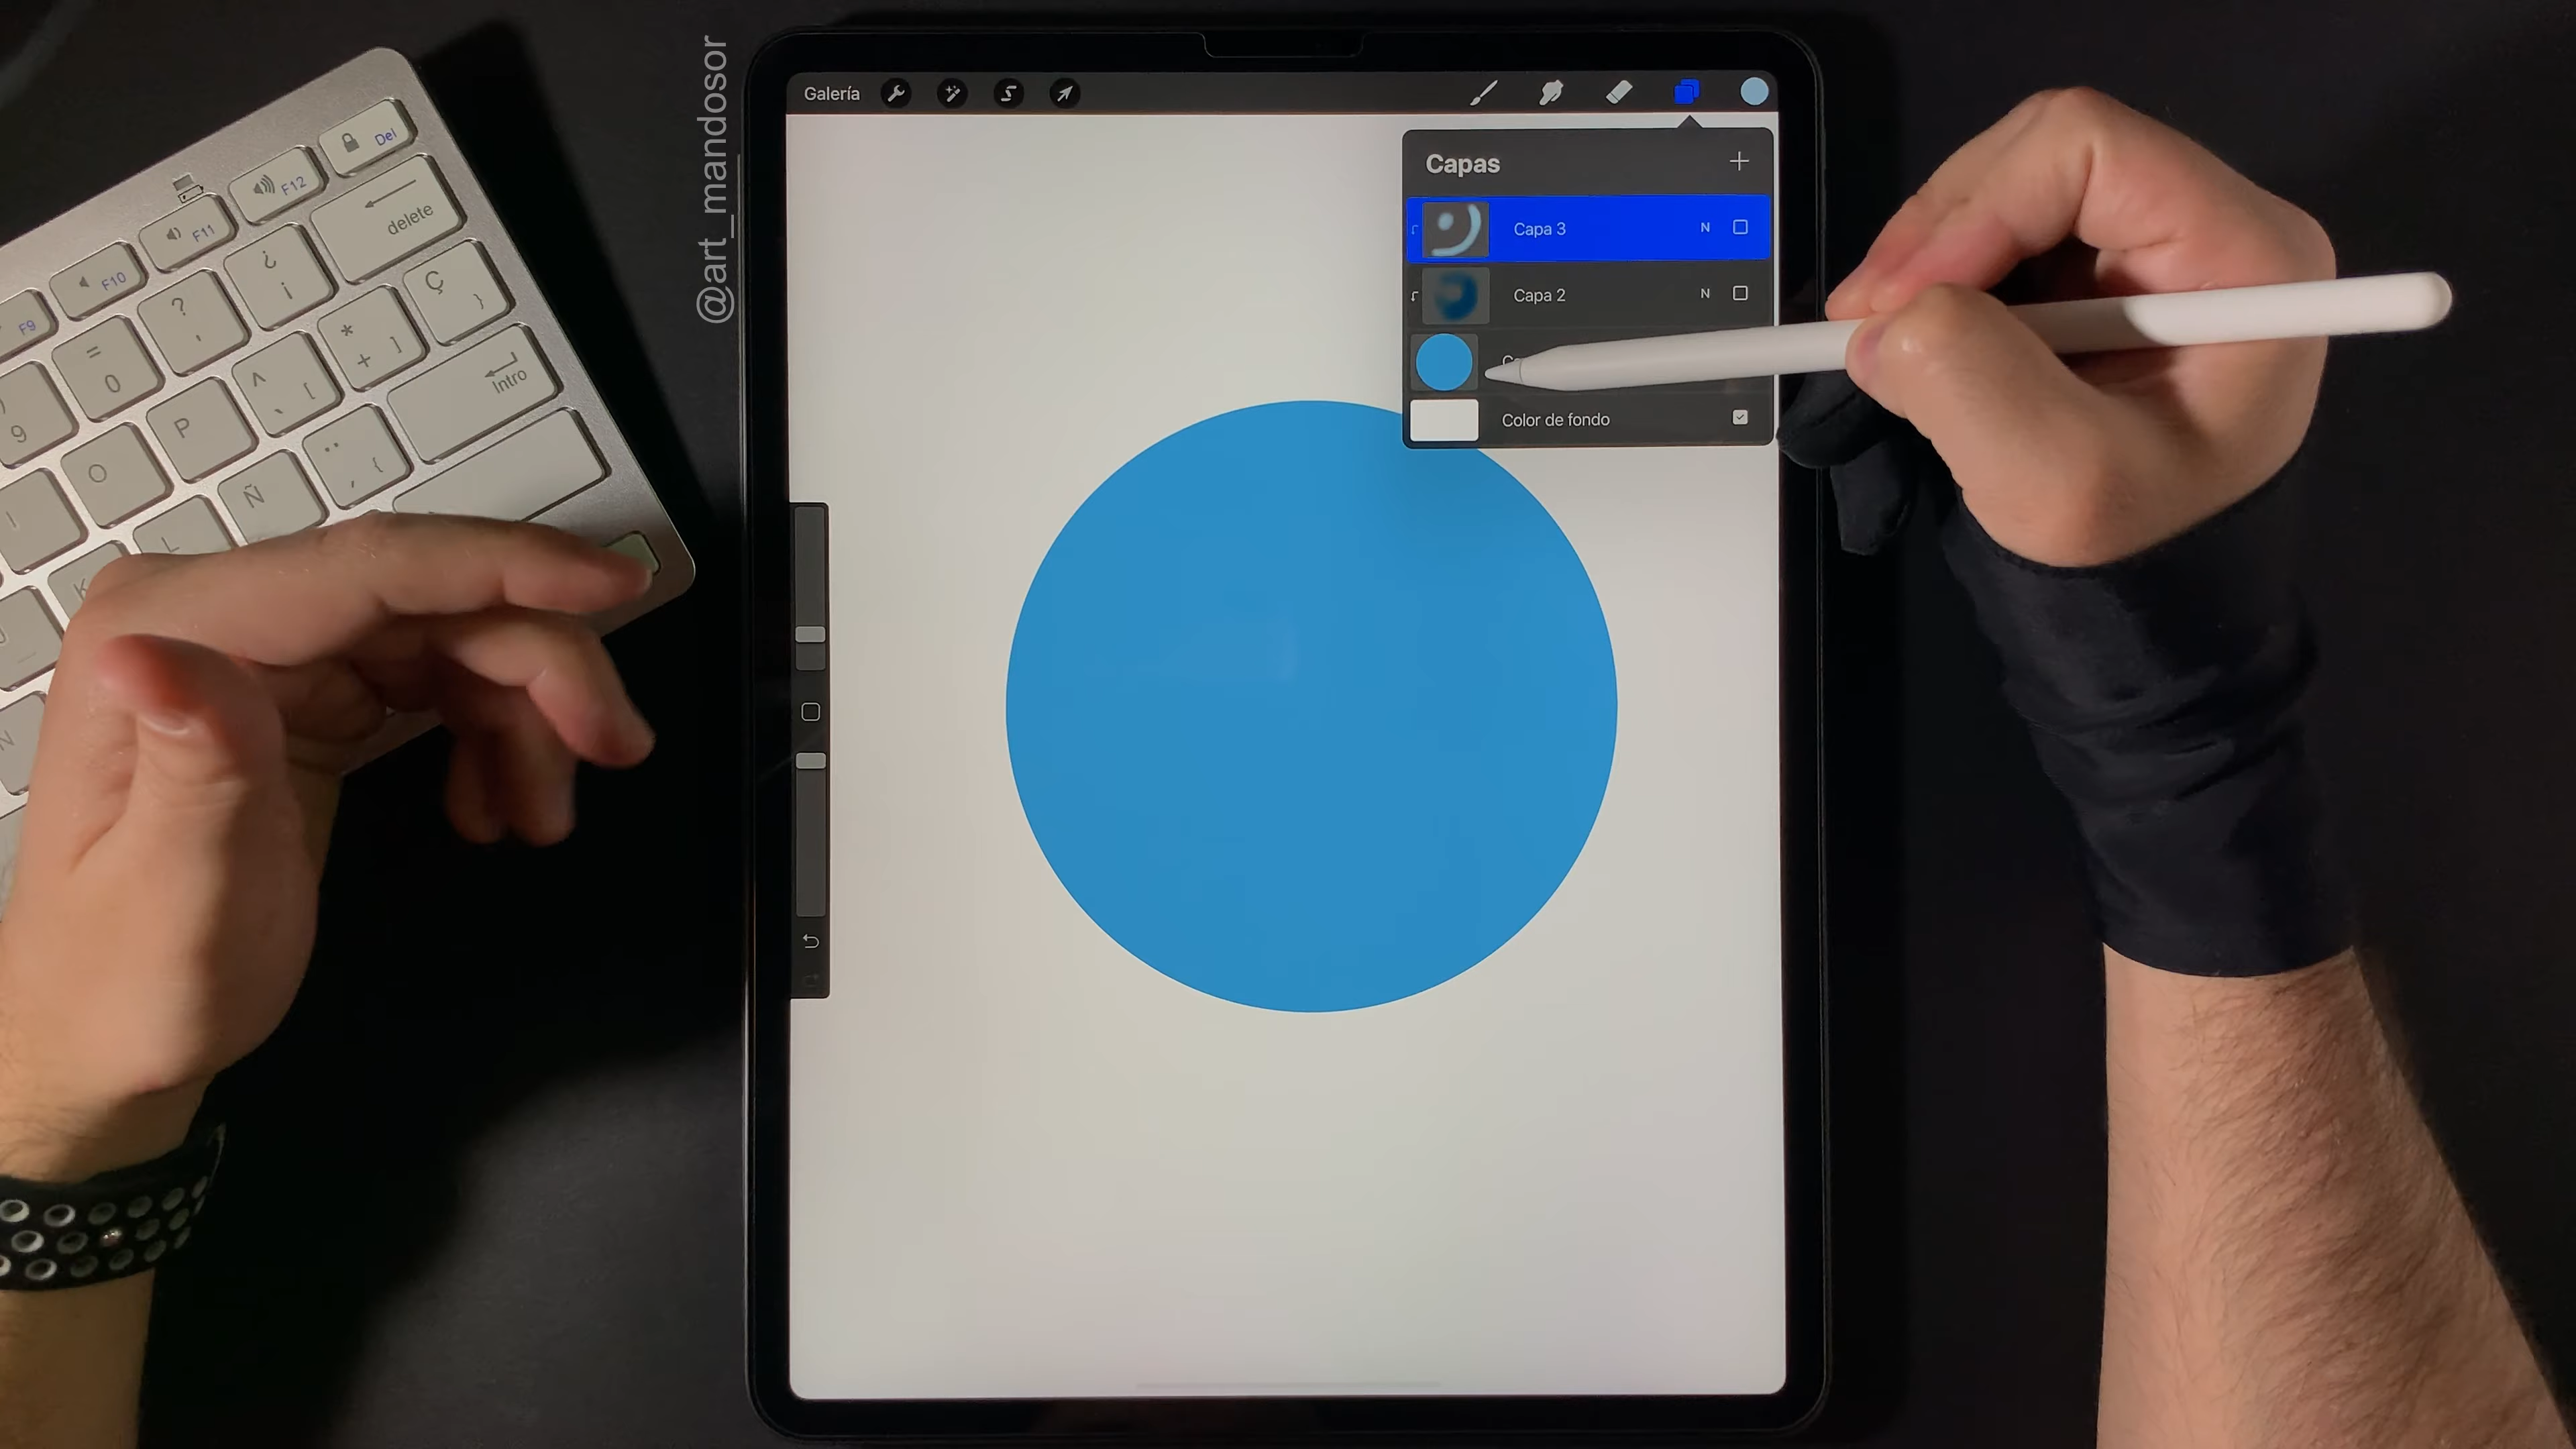 @art_mandosor
Galería
Capas
Capa 3
N
Capa 2
N
Color de fondo
Del
F12
F11
F10
F9
delete
Intro
? ' ¿ ¡ Ç }
= 0 * + ]
) 9 P ^ ` [
O Ñ ¨ ´ {
I L
K
N